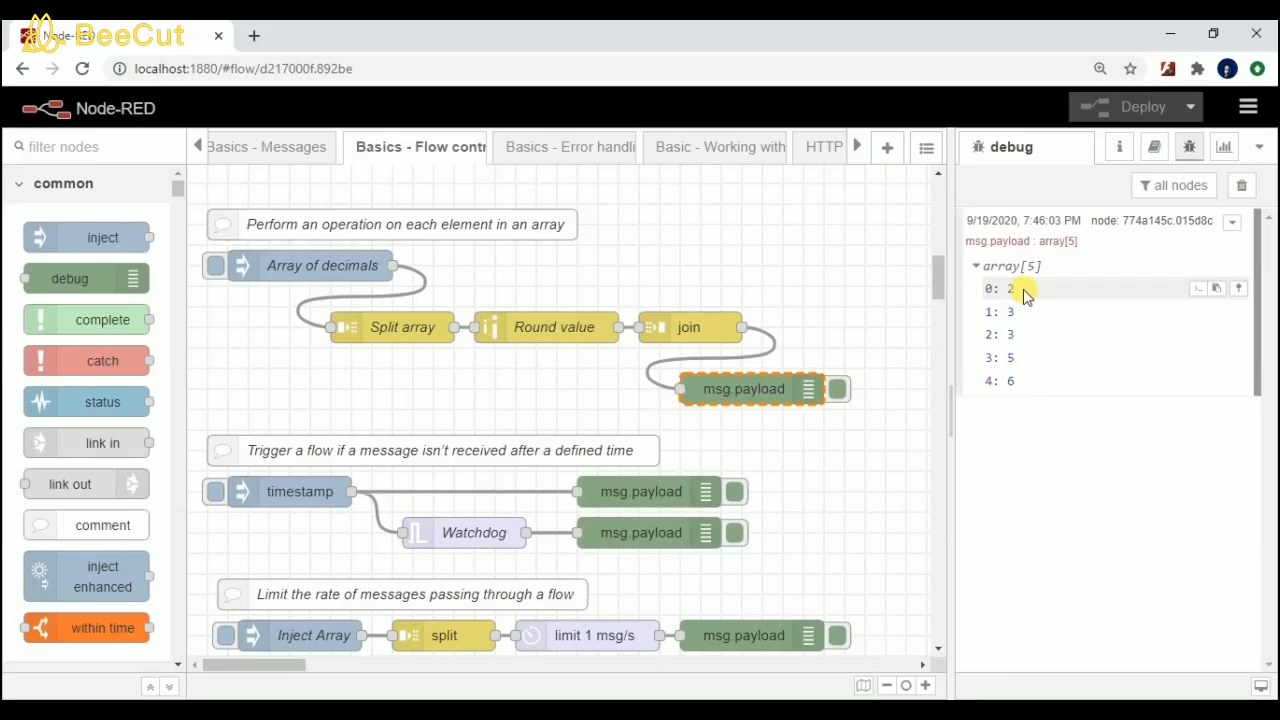 Node-RED
BeeCut
localhost:1880/#flow/d217000f.892be
Node-RED
Deploy
filter nodes
Basics - Messages
Basics - Flow contr
Basics - Error handli
Basic - Working with
HTTP
debug
common
all nodes
inject
debug
complete
catch
status
link in
link out
comment
inject
enhanced
within time
Perform an operation on each element in an array
Array of decimals
Split array
Round value
join
msg.payload
Trigger a flow if a message isn't received after a defined time
timestamp
msg.payload
Watchdog
msg.payload
Limit the rate of messages passing through a flow
Inject Array
split
limit 1 msg/s
msg.payload
9/19/2020, 7:46:03 PM node: 774a145c.015d8c
msg.payload : array[5]
array[5]
0: 2
1: 3
2: 3
3: 5
4: 6